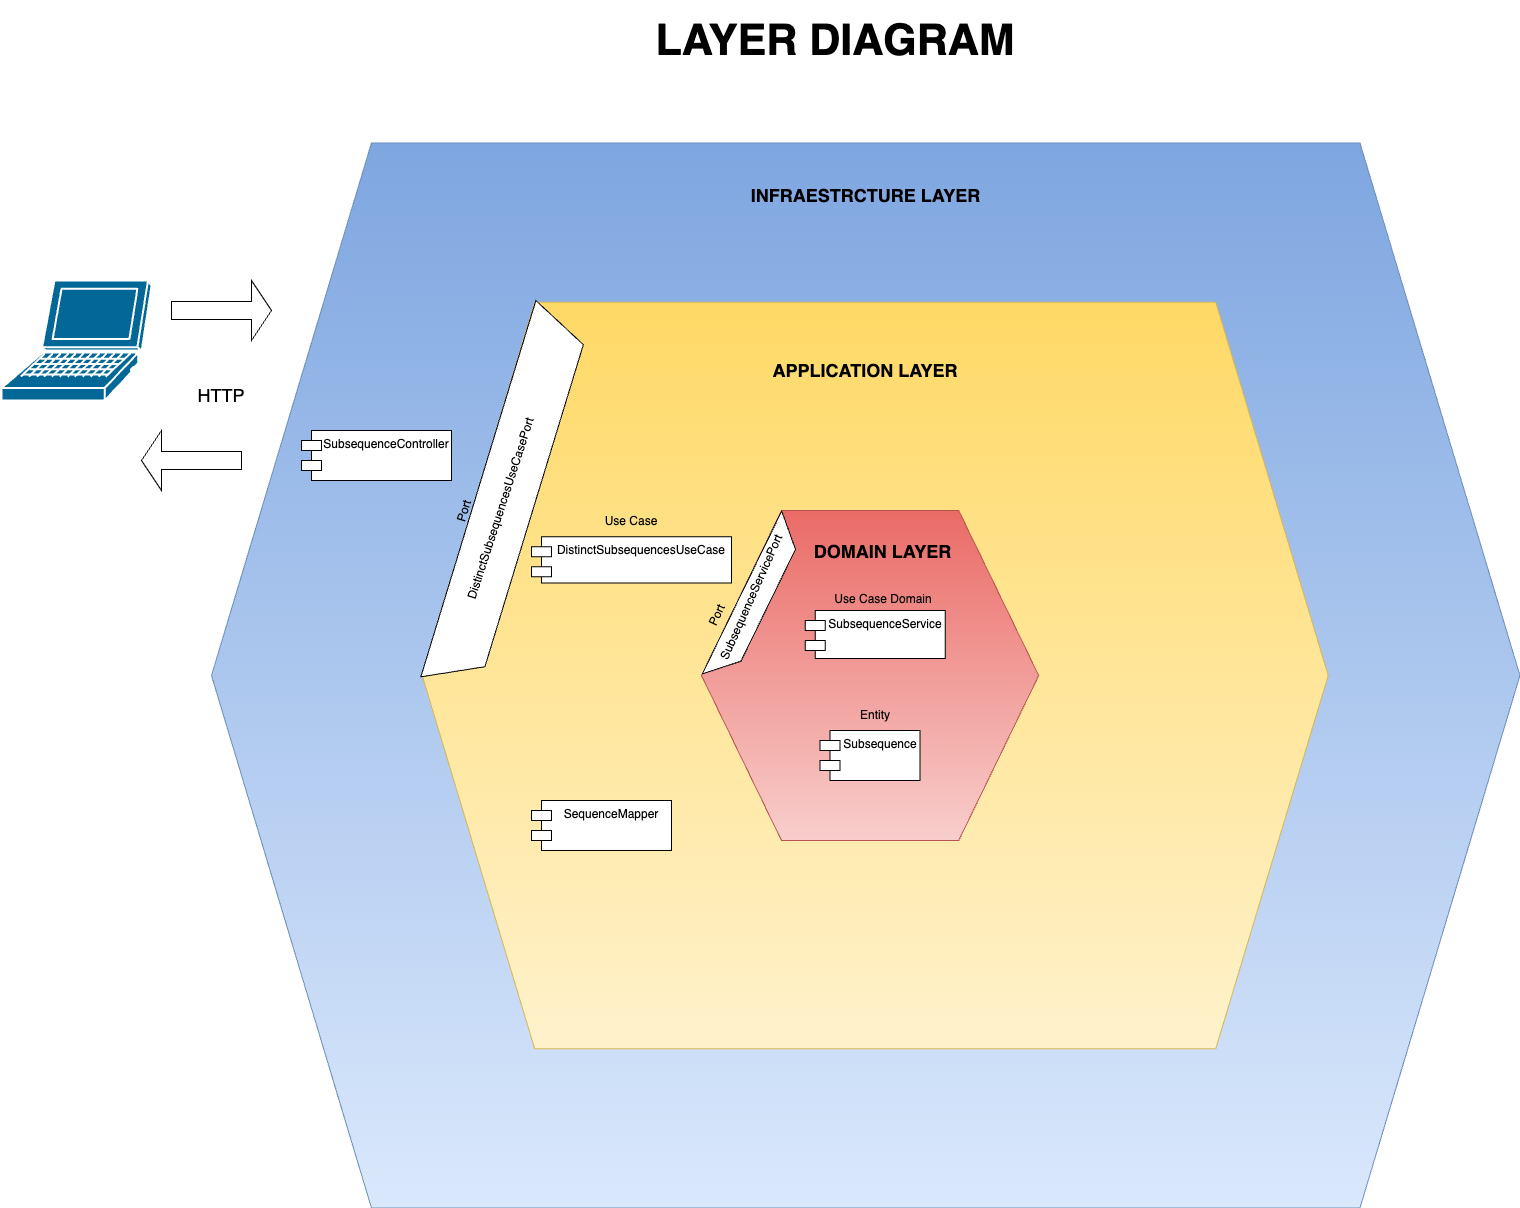 LAYER DIAGRAM
INFRAESTRCTURE LAYER
APPLICATION LAYER
HTTP
SubsequenceController
Port
DistinctSubsequencesUseCasePort
Use Case
DistinctSubsequencesUseCase
Port
SubsequenceServicePort
DOMAIN LAYER
Use Case Domain
SubsequenceService
Entity
Subsequence
SequenceMapper